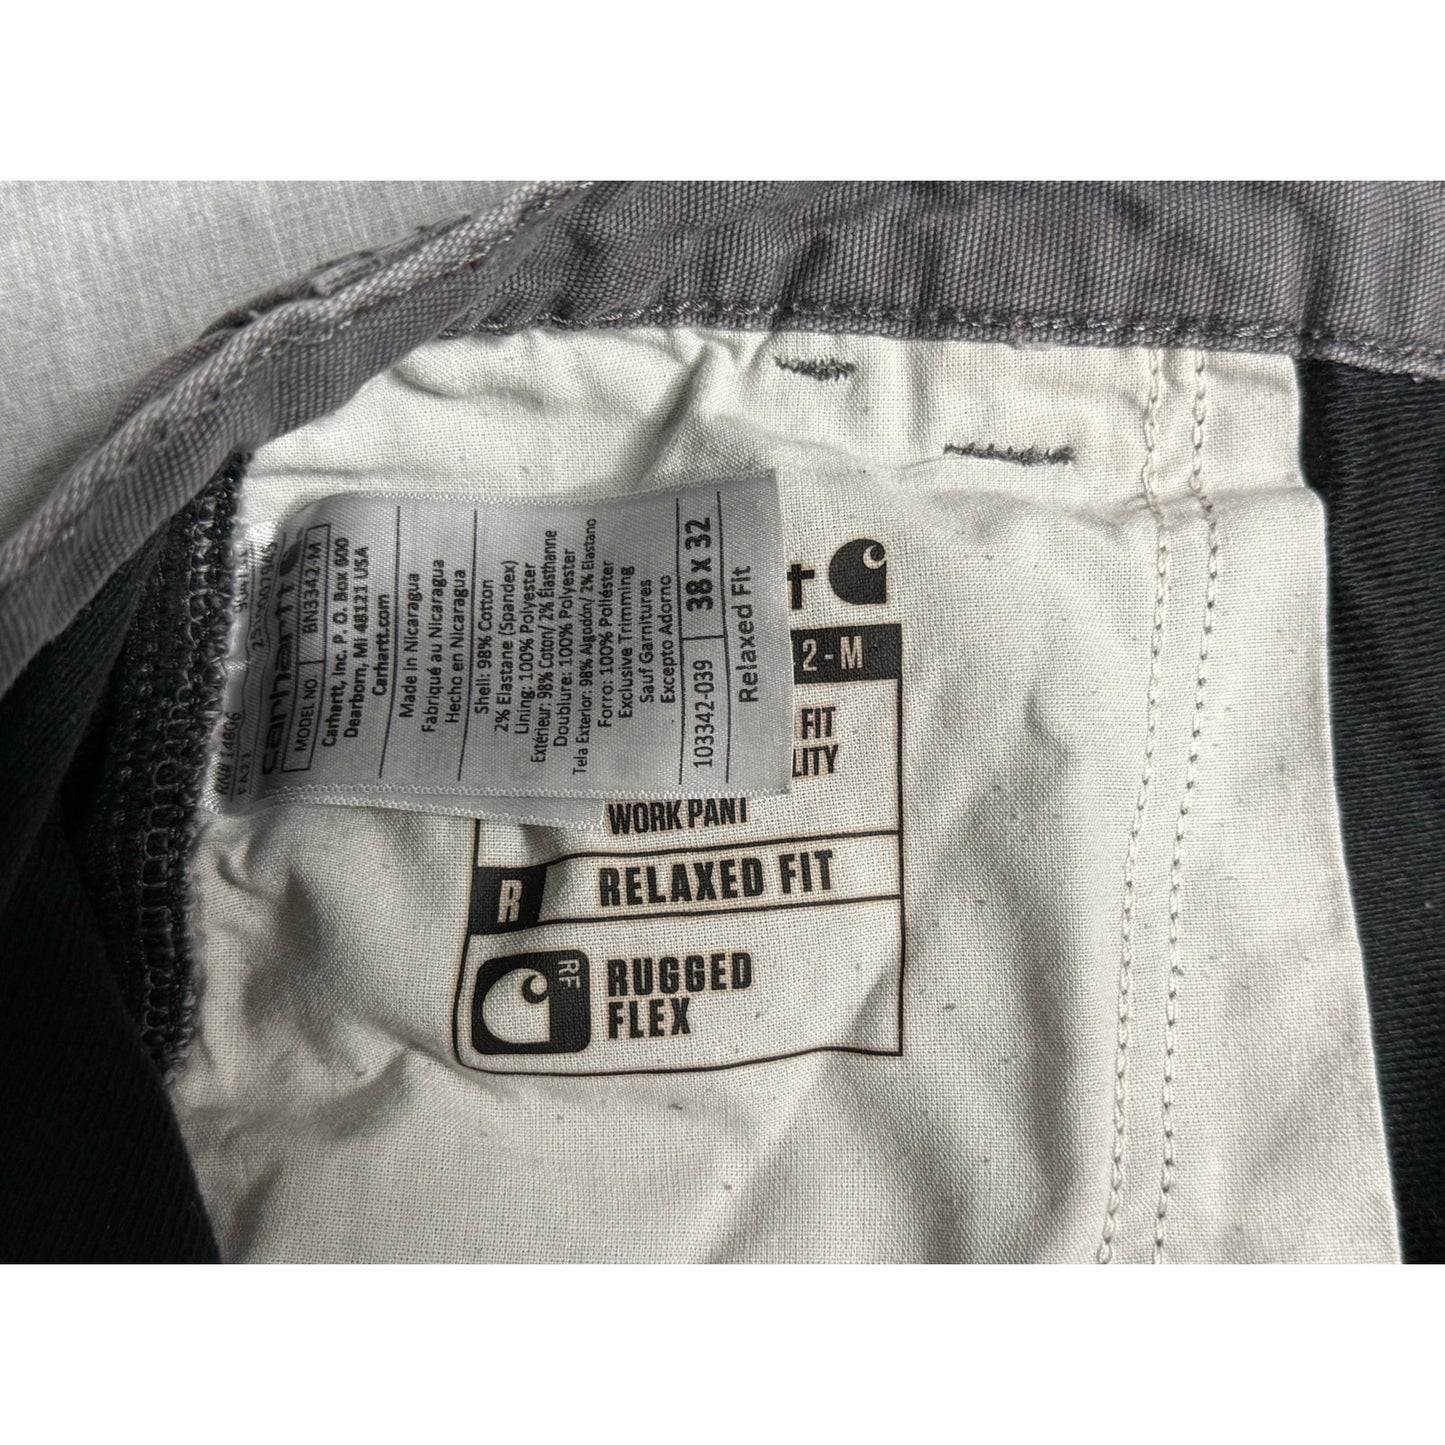 carhartt
MODEL NO. BN3342-M
Carhartt, Inc. P. O. Box 600
Dearborn, MI 48121 USA
Carhartt.com
Made in Nicaragua
Fabriqué au Nicaragua
Hecho en Nicaragua
Shell: 98% Cotton
2% Elastane (Spandex)
Lining: 100% Polyester
Extérieur: 98% Coton/ 2% Élasthanne
Doublure: 100% Polyester
Tela Exterior: 98% Algodón/ 2% Elastano
Forro: 100% Poliéster
Exclusive Trimming
Sauf Garnitures
Excepto Adorno
103342-039 38 x 32
Relaxed Fit
RN# 14806
FA21
t
2-M
FIT
LITY
WORK PANT
R RELAXED FIT
RF RUGGED
FLEX